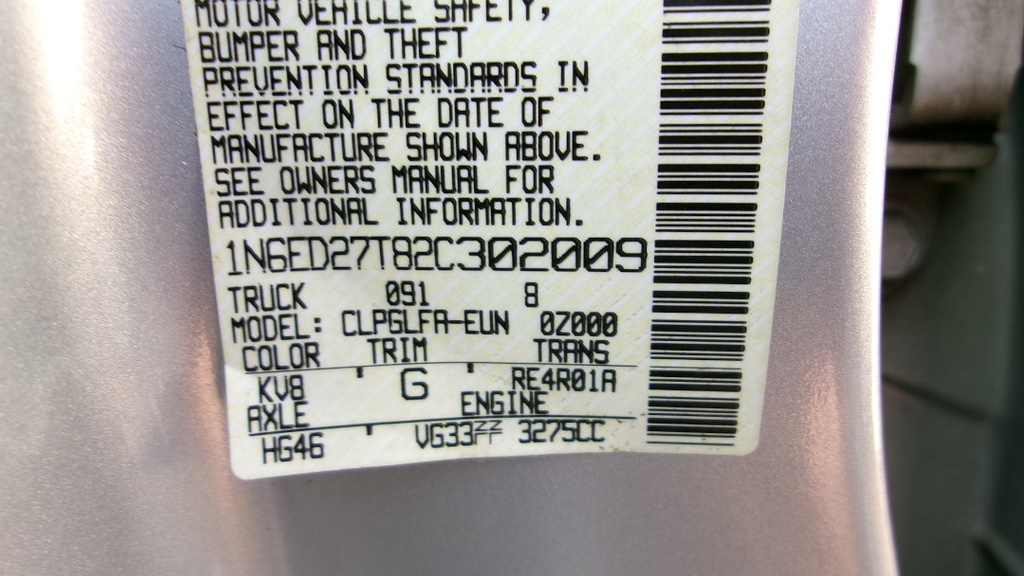 MOTOR VEHICLE SAFETY,
BUMPER AND THEFT
PREVENTION STANDARDS IN
EFFECT ON THE DATE OF
MANUFACTURE SHOWN ABOVE.
SEE OWNERS MANUAL FOR
ADDITIONAL INFORMATION.
1N6ED27T82C302009
TRUCK 091 8
MODEL: CLPGLFA-EUN 0Z000
COLOR TRIM TRANS
KV8 G RE4R01A
AXLE ENGINE
HG46 VG33 3275CC